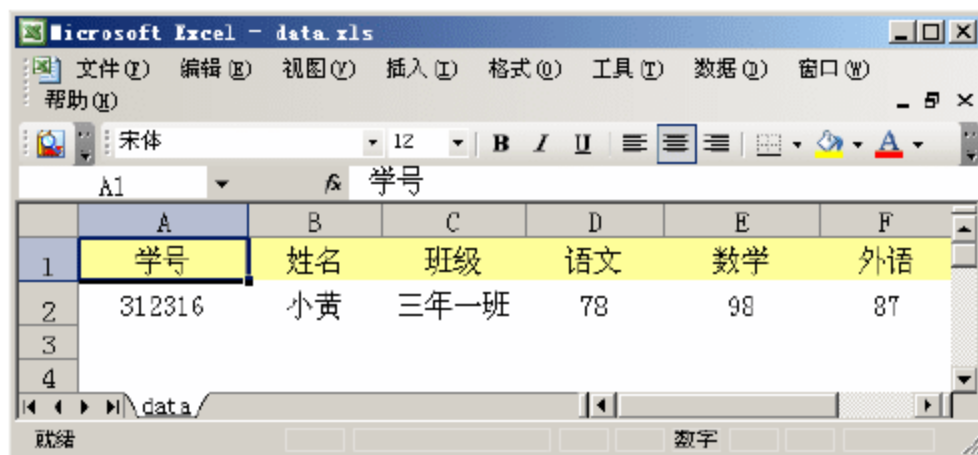 Microsoft Excel - data.xls
文件(F) 编辑(E) 视图(V) 插入(I) 格式(O) 工具(T) 数据(D) 窗口(W)
帮助(H)
宋体 12 B I U A
A1 fx 学号
A B C D E F
1 学号 姓名 班级 语文 数学 外语
2 312316 小黄 三年一班 78 98 87
3
4
data
就绪 数字